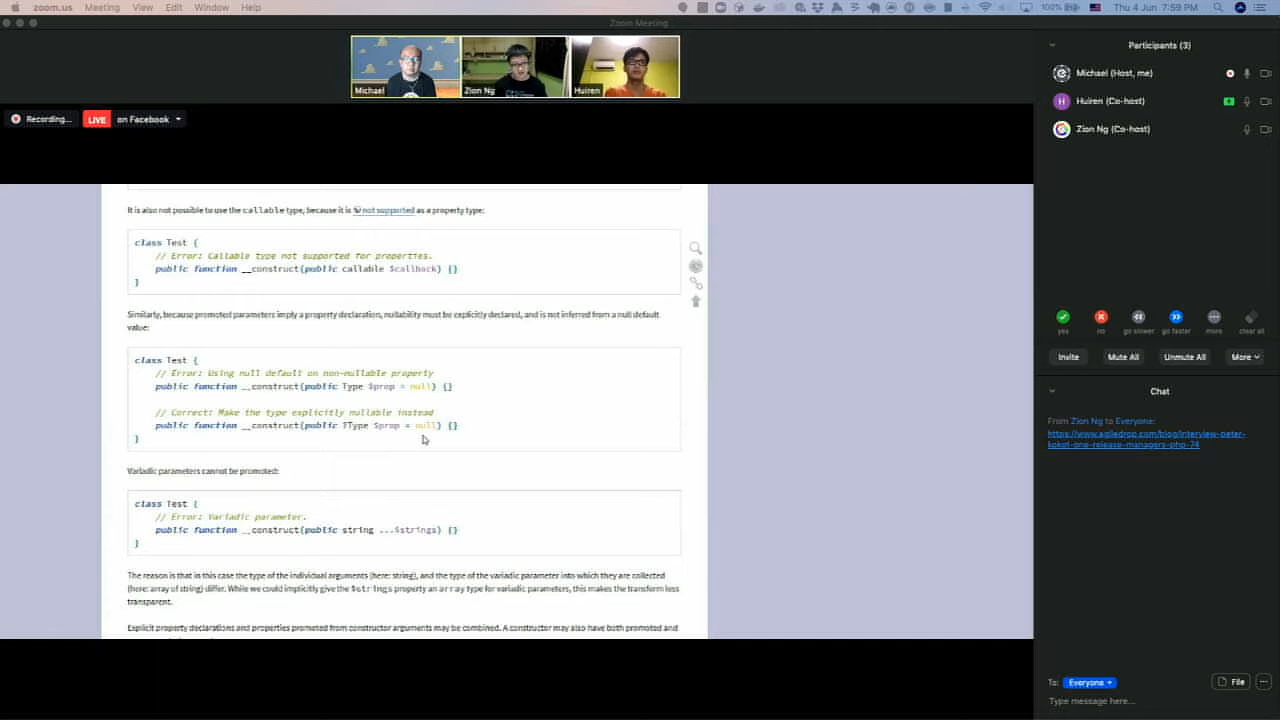 zoom.us Meeting View Edit Window Help
100% Thu 4 Jun 7:59 PM
Zoom Meeting
Michael
Zion Ng
Huiren
Recording...
LIVE on Facebook
It is also not possible to use the callable type, because it is not supported as a property type:
class Test {
// Error: Callable type not supported for properties.
public function __construct(public callable $callback) {}
}
Similarly, because promoted parameters imply a property declaration, nullability must be explicitly declared, and is not inferred from a null default
value:
class Test {
// Error: Using null default on non-nullable property
public function __construct(public Type $prop = null) {}
// Correct: Make the type explicitly nullable instead
public function __construct(public ?Type $prop = null) {}
}
Variadic parameters cannot be promoted:
class Test {
// Error: Variadic parameter.
public function __construct(public string ...$strings) {}
}
The reason is that in this case the type of the individual arguments (here: string), and the type of the variadic parameter into which they are collected
(here: array of string) differ. While we could implicitly give the $strings property an array type for variadic parameters, this makes the transform less
transparent.
Explicit property declarations and properties promoted from constructor arguments may be combined. A constructor may also have both promoted and
Participants (3)
Michael (Host, me)
H Huiren (Co-host)
Zion Ng (Co-host)
yes no go slower go faster more clear all
Invite Mute All Unmute All More
Chat
From Zion Ng to Everyone:
https://www.agiledrop.com/blog/interview-peter-
kokot-one-release-managers-php-74
To: Everyone File ...
Type message here...